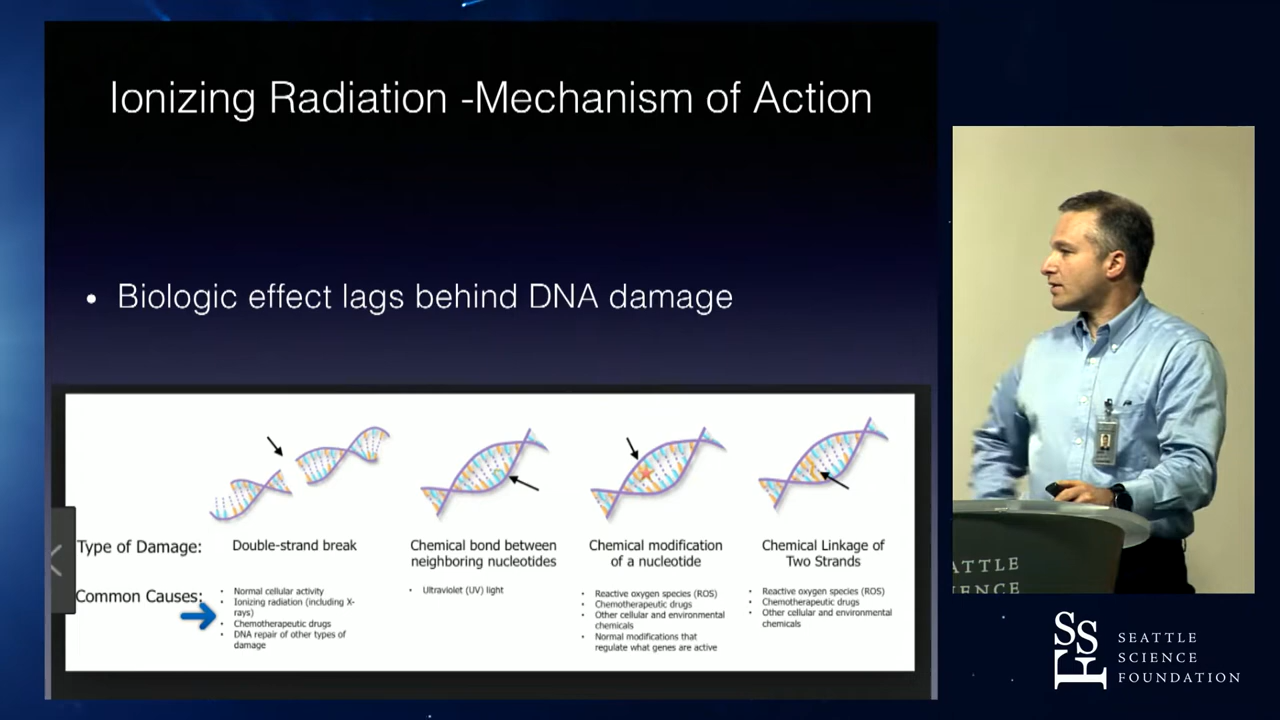 Ionizing Radiation -Mechanism of Action
• Biologic effect lags behind DNA damage
Type of Damage:
Double-strand break
Chemical bond between
neighboring nucleotides
Chemical modification
of a nucleotide
Chemical Linkage of
Two Strands
Common Causes:
• Normal cellular activity
• Ionizing radiation (including X-
rays)
• Chemotherapeutic drugs
• DNA repair of other types of
damage
• Ultraviolet (UV) light
• Reactive oxygen species (ROS)
• Chemotherapeutic drugs
• Other cellular and environmental
chemicals
• Normal modifications that
regulate what genes are active
• Reactive oxygen species (ROS)
• Chemotherapeutic drugs
• Other cellular and environmental
chemicals
ATTLE
ENCE
SSF
SEATTLE
SCIENCE
FOUNDATION